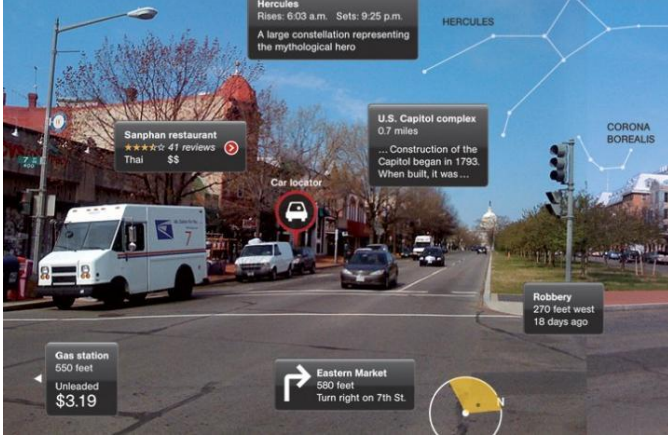 Hercules
Rises: 6:03 a.m. Sets: 9:25 p.m.
A large constellation representing
the mythological hero
HERCULES
CORONA
BOREALIS
U.S. Capitol complex
0.7 miles
... Construction of the
Capitol began in 1793.
When built, it was ...
Sanphan restaurant
41 reviews
Thai $$
Car locator
7
Robbery
270 feet west
18 days ago
Gas station
550 feet
Unleaded
$3.19
Eastern Market
580 feet
Turn right on 7th St.
N